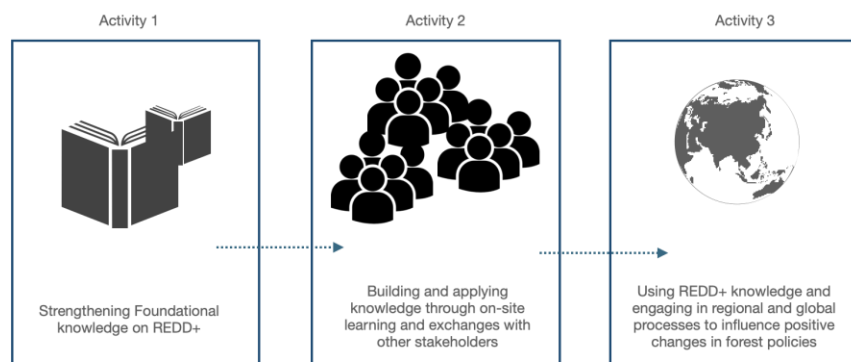 Activity 1
Activity 2
Activity 3
Strengthening Foundational
knowledge on REDD+
Building and applying
knowledge through on-site
learning and exchanges with
other stakeholders
Using REDD+ knowledge and
engaging in regional and global
processes to influence positive
changes in forest policies